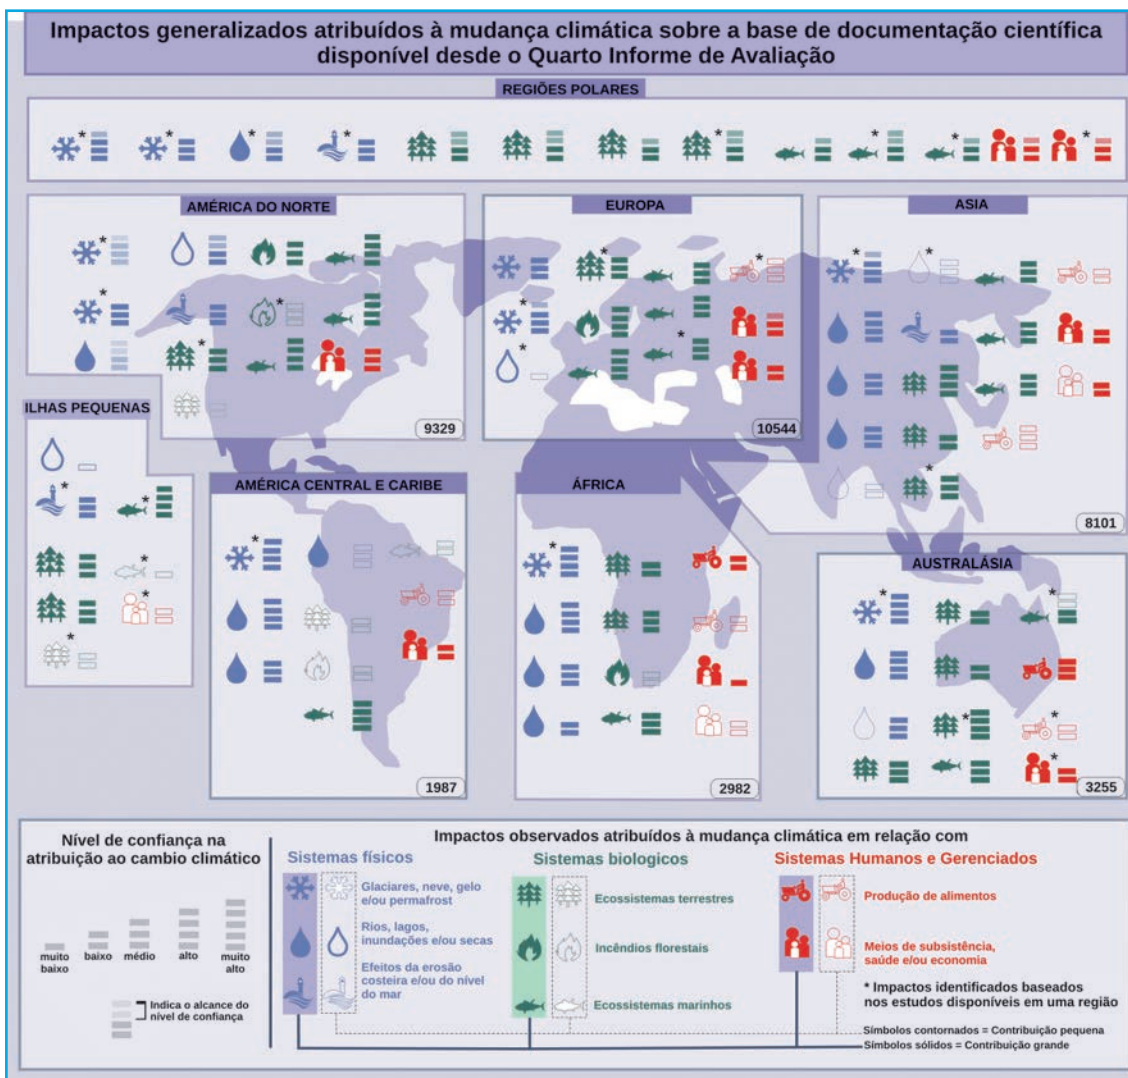 Impactos generalizados atribuídos à mudança climática sobre a base de documentação científica
disponível desde o Quarto Informe de Avaliação
REGIÕES POLARES
* * * * * * * *
AMÉRICA DO NORTE
* * * *
9329
EUROPA
* * * * *
10544
ASIA
* * *
8101
ILHAS PEQUENAS
* * * * *
AMÉRICA CENTRAL E CARIBE
* *
1987
ÁFRICA
*
2982
AUSTRALÁSIA
* * * * *
3255
Nível de confiança na
atribuição ao cambio climático
muito
baixo
baixo
médio
alto
muito
alto
Indica o alcance do
nível de confiança
Impactos observados atribuídos à mudança climática em relação com
Sistemas físicos
Glaciares, neve, gelo
e/ou permafrost
Rios, lagos,
inundações e/ou secas
Efeitos da erosão
costeira e/ou do nível
do mar
Sistemas biologicos
Ecossistemas terrestres
Incêndios florestais
Ecossistemas marinhos
Sistemas Humanos e Gerenciados
Produção de alimentos
Meios de subsistência,
saúde e/ou economia
* Impactos identificados baseados
nos estudos disponíveis em uma região
Símbolos contornados = Contribuição pequena
Símbolos sólidos = Contribuição grande